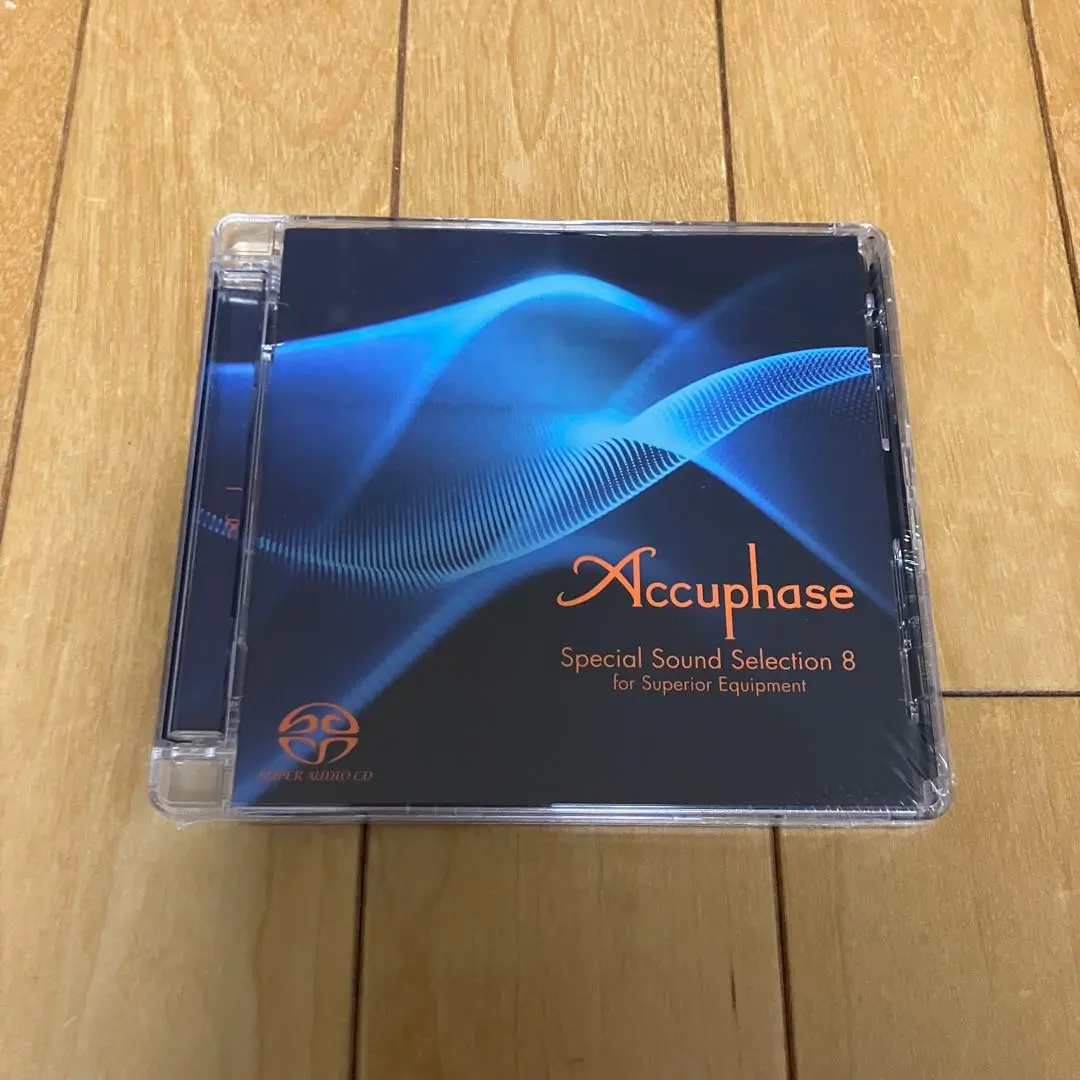 Accuphase
Special Sound Selection 8
for Superior Equipment
SUPER AUDIO CD